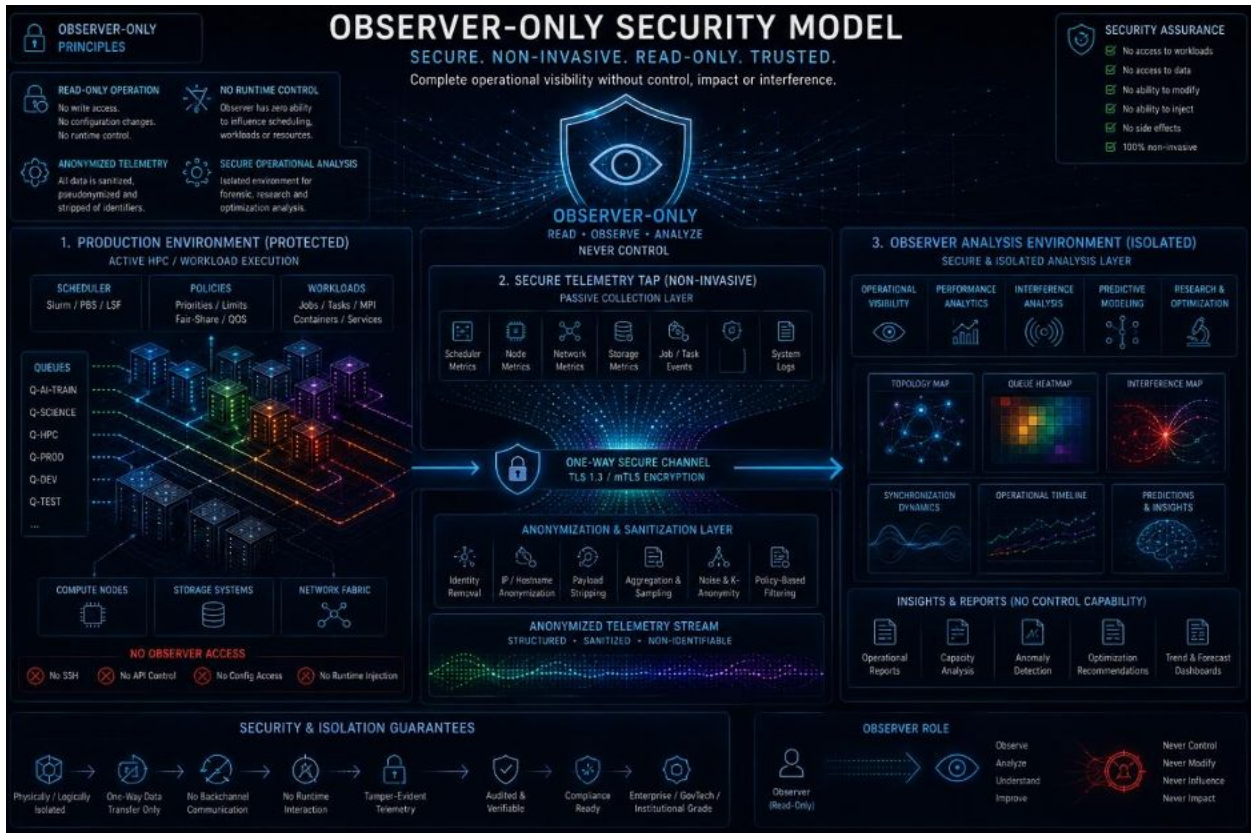 OBSERVER-ONLY
PRINCIPLES
OBSERVER-ONLY SECURITY MODEL
SECURE. NON-INVASIVE. READ-ONLY. TRUSTED.
Complete operational visibility without control, impact or interference.
SECURITY ASSURANCE
No access to workloads
No access to data
No ability to modify
No ability to inject
No side effects
100% non-invasive
READ-ONLY OPERATION
No write access.
No configuration changes.
No runtime control.
NO RUNTIME CONTROL
Observer has zero ability
to influence scheduling,
workloads or resources.
ANONYMIZED TELEMETRY
All data is sanitized,
pseudonymized and
stripped of identifiers.
SECURE OPERATIONAL ANALYSIS
Isolated environment for
forensic, research and
optimization analysis.
OBSERVER-ONLY
READ • OBSERVE • ANALYZE
NEVER CONTROL
1. PRODUCTION ENVIRONMENT (PROTECTED)
ACTIVE HPC / WORKLOAD EXECUTION
SCHEDULER
Slurm / PBS / LSF
POLICIES
Priorities / Limits
Fair-Share / QOS
WORKLOADS
Jobs / Tasks / MPI
Containers / Services
QUEUES
Q-AI-TRAIN
Q-SCIENCE
Q-HPC
Q-PROD
Q-DEV
Q-TEST
...
COMPUTE NODES
STORAGE SYSTEMS
NETWORK FABRIC
NO OBSERVER ACCESS
No SSH
No API Control
No Config Access
No Runtime Injection
2. SECURE TELEMETRY TAP (NON-INVASIVE)
PASSIVE COLLECTION LAYER
Scheduler
Metrics
Node
Metrics
Network
Metrics
Storage
Metrics
Job / Task
Events
System
Logs
ONE-WAY SECURE CHANNEL
TLS 1.3 / mTLS ENCRYPTION
ANONYMIZATION & SANITIZATION LAYER
Identity
Removal
IP / Hostname
Anonymization
Payload
Stripping
Aggregation &
Sampling
Noise & K-
Anonymity
Policy-Based
Filtering
ANONYMIZED TELEMETRY STREAM
STRUCTURED • SANITIZED • NON-IDENTIFIABLE
3. OBSERVER ANALYSIS ENVIRONMENT (ISOLATED)
SECURE & ISOLATED ANALYSIS LAYER
OPERATIONAL
VISIBILITY
PERFORMANCE
ANALYTICS
INTERFERENCE
ANALYSIS
PREDICTIVE
MODELING
RESEARCH &
OPTIMIZATION
TOPOLOGY MAP
QUEUE HEATMAP
INTERFERENCE MAP
SYNCHRONIZATION
DYNAMICS
OPERATIONAL TIMELINE
PREDICTIONS
& INSIGHTS
INSIGHTS & REPORTS (NO CONTROL CAPABILITY)
Operational
Reports
Capacity
Analysis
Anomaly
Detection
Optimization
Recommendations
Trend & Forecast
Dashboards
SECURITY & ISOLATION GUARANTEES
Physically / Logically
Isolated
One-Way Data
Transfer Only
No Backchannel
Communication
No Runtime
Interaction
Tamper-Evident
Telemetry
Audited &
Verifiable
Compliance
Ready
Enterprise / GovTech /
Institutional Grade
OBSERVER ROLE
Observer
(Read-Only)
Observe
Analyze
Understand
Improve
Never Control
Never Modify
Never Influence
Never Impact